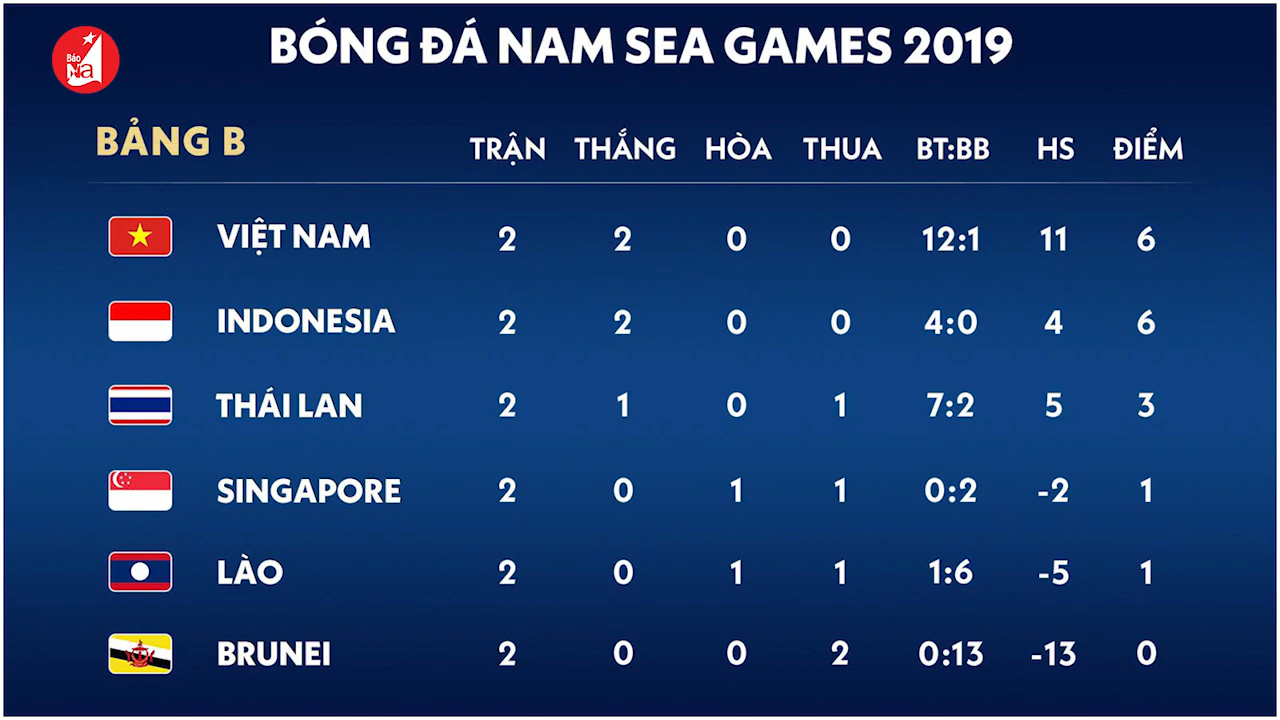 Báo
Na
BÓNG ĐÁ NAM SEA GAMES 2019
BẢNG B TRẬN THẮNG HÒA THUA BT:BB HS ĐIỂM
VIỆT NAM 2 2 0 0 12:1 11 6
INDONESIA 2 2 0 0 4:0 4 6
THÁI LAN 2 1 0 1 7:2 5 3
SINGAPORE 2 0 1 1 0:2 -2 1
LÀO 2 0 1 1 1:6 -5 1
BRUNEI 2 0 0 2 0:13 -13 0